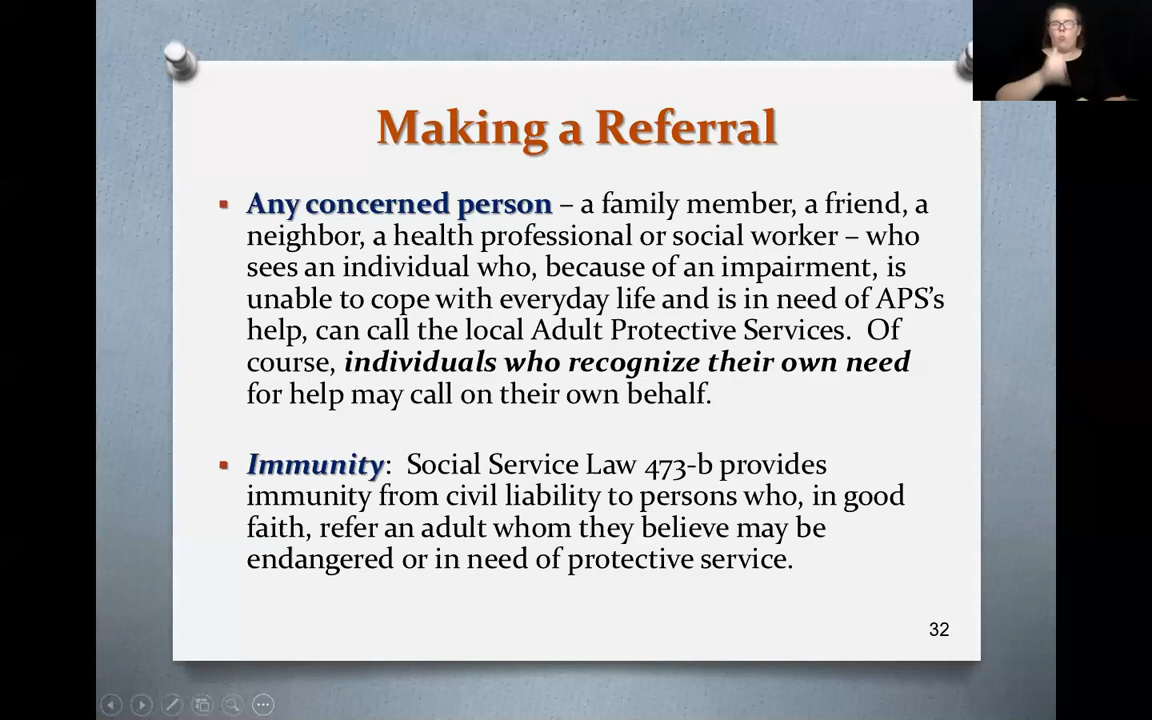 Making a Referral
▪ Any concerned person – a family member, a friend, a
neighbor, a health professional or social worker – who
sees an individual who, because of an impairment, is
unable to cope with everyday life and is in need of APS’s
help, can call the local Adult Protective Services.  Of
course, individuals who recognize their own need
for help may call on their own behalf.
▪ Immunity:  Social Service Law 473-b provides
immunity from civil liability to persons who, in good
faith, refer an adult whom they believe may be
endangered or in need of protective service.
32